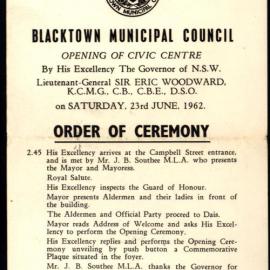 BLACKTOWN MUNICIPAL COUNCIL
OPENING OF CIVIC CENTRE
By His Excellency The Governor of N.S.W.
Lieutenant-General SIR ERIC WOODWARD,
K.C.M.G., C.B., C.B.E., D.S.O.
on SATURDAY, 23rd JUNE, 1962.
ORDER OF CEREMONY
2.45 His Excellency arrives at the Campbell Street entrance,
and is met by Mr. J. B. Southee M.L.A. who presents
the Mayor and Mayoress.
Royal Salute.
His Excellency inspects the Guard of Honour.
Mayor presents Aldermen and their ladies in front of
the building.
The Aldermen and Official Party proceed to Dais.
Mayor reads Address of Welcome and asks His Excel-
lency to perform the Opening Ceremony.
His Excellency replies and performs the Opening Cere-
mony unveiling by push button a Commemorative
Plaque situated in the foyer.
Mr. J. B. Southee M.L.A. thanks the Governor for